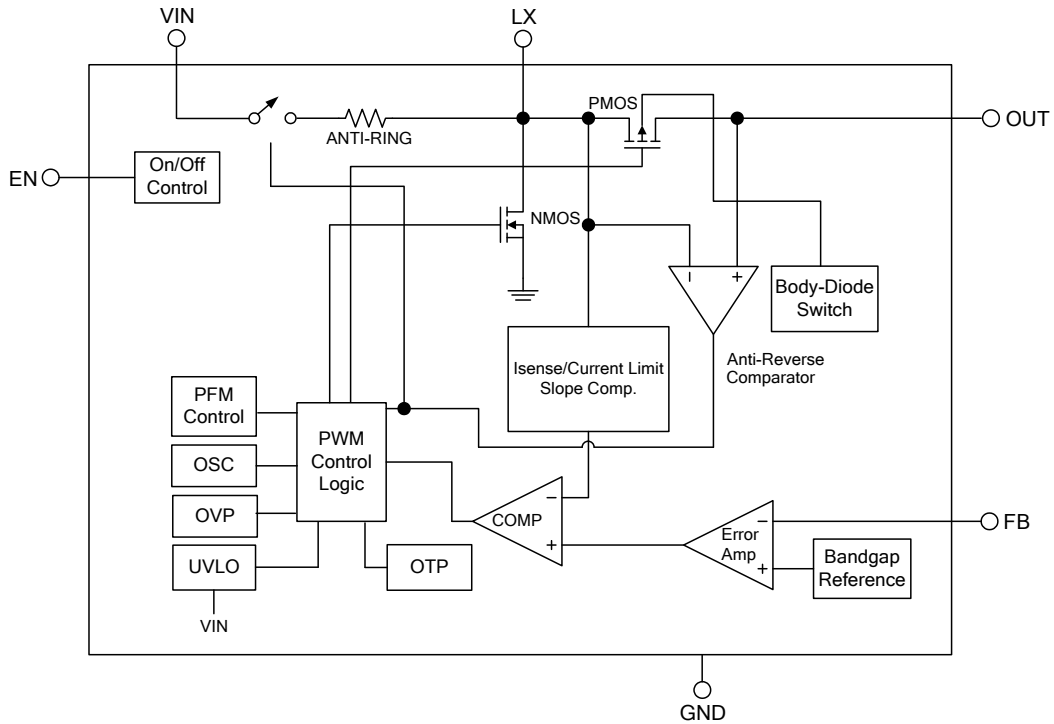 VIN
LX
PMOS
OUT
ANTI-RING
EN
On/Off
Control
NMOS
−
+
Body-Diode
Switch
Isense/Current Limit
Slope Comp.
Anti-Reverse
Comparator
PFM
Control
PWM
Control
Logic
OSC
OVP
COMP
−
+
Error
Amp
−
+
FB
Bandgap
Reference
UVLO
OTP
VIN
GND